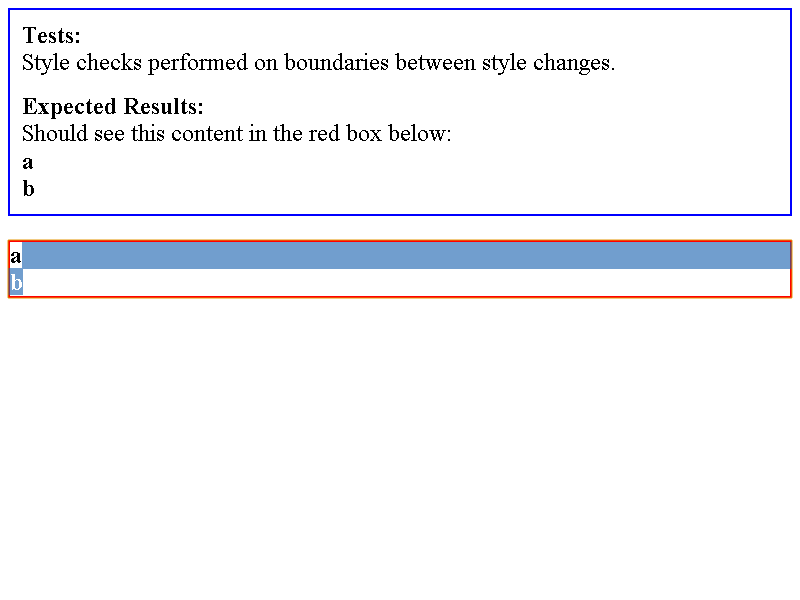 Tests:
Style checks performed on boundaries between style changes.
Expected Results:
Should see this content in the red box below:
a
b
a
b